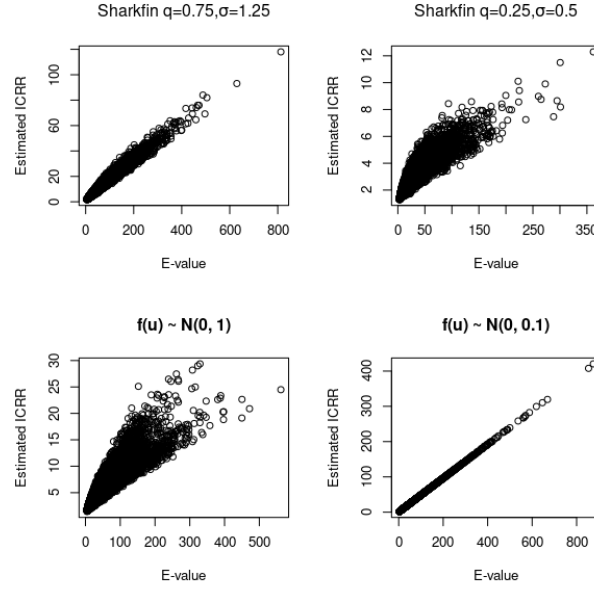 Sharkfin q=0.75,σ=1.25
Estimated ICRR
0 20 60 100
0 200 400 600 800
E-value
Sharkfin q=0.25,σ=0.5
Estimated ICRR
2 4 6 8 10 12
0 50 150 250 350
E-value
f(u) ~ N(0, 1)
Estimated ICRR
5 10 15 20 25 30
0 100 200 300 400 500
E-value
f(u) ~ N(0, 0.1)
Estimated ICRR
0 100 200 300 400
0 200 400 600 800
E-value